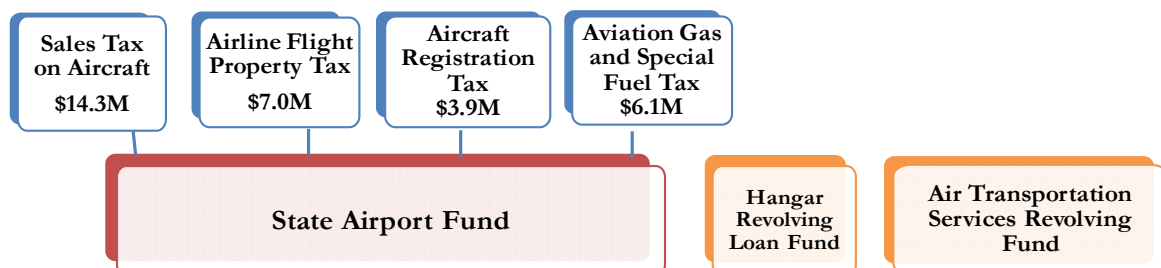 Sales Tax
on Aircraft
$14.3M
Airline Flight
Property Tax
$7.0M
Aircraft
Registration
Tax
$3.9M
Aviation Gas
and Special
Fuel Tax
$6.1M
State Airport Fund
Hangar
Revolving
Loan Fund
Air Transportation
Services Revolving
Fund